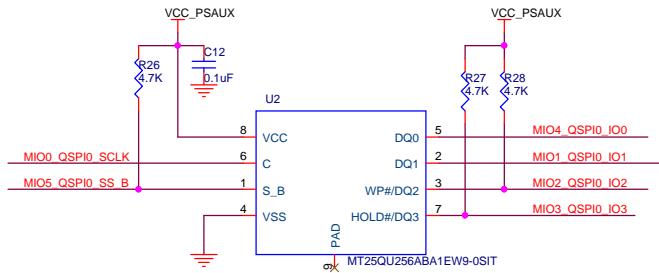 VCC_PSAUX
VCC_PSAUX
R26
4.7K
C12
0.1uF
R27
4.7K
R28
4.7K
U2
8
VCC
DQ0
5
MIO4_QSPI0_IO0
MIO0_QSPI0_SCLK
6
C
DQ1
2
MIO1_QSPI0_IO1
MIO5_QSPI0_SS_B
1
S_B
WP#/DQ2
3
MIO2_QSPI0_IO2
4
VSS
HOLD#/DQ3
7
MIO3_QSPI0_IO3
PAD
9
MT25QU256ABA1EW9-0SIT